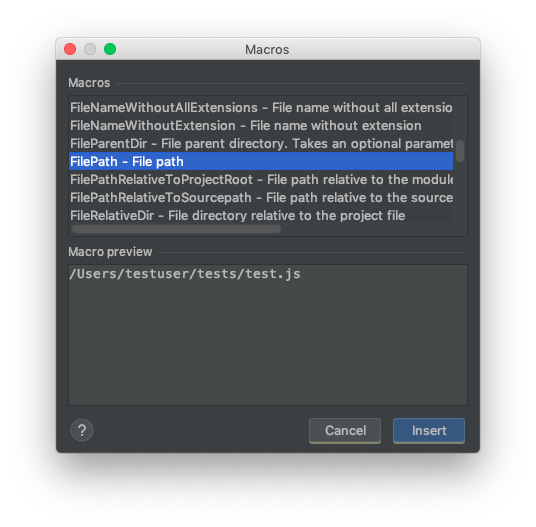 Macros
Macros
FileNameWithoutAllExtensions – File name without all extensio
FileNameWithoutExtension – File name without extension
FileParentDir – File parent directory. Takes an optional paramet
FilePath – File path
FilePathRelativeToProjectRoot – File path relative to the module
FilePathRelativeToSourcepath – File path relative to the source
FileRelativeDir – File directory relative to the project file
Macro preview
/Users/testuser/tests/test.js
?
Cancel
Insert